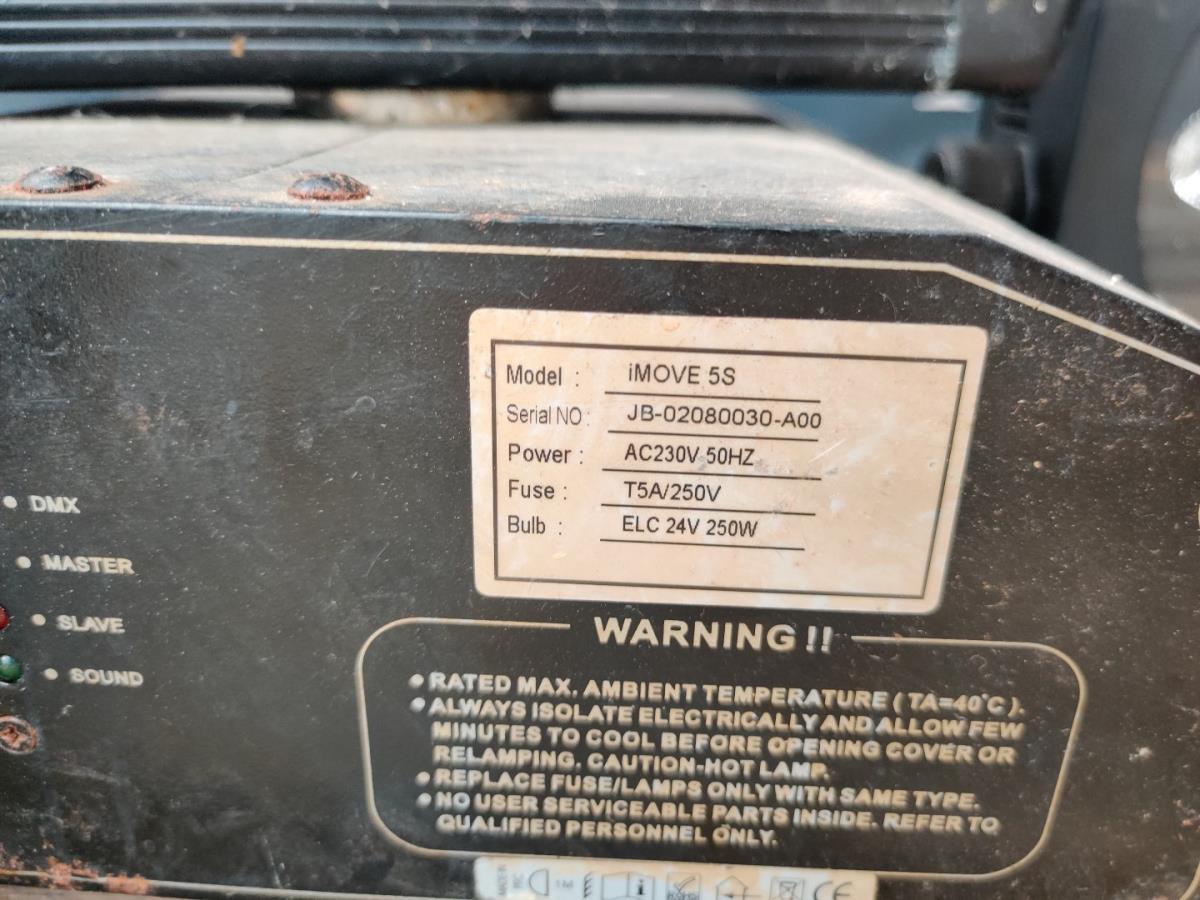 Model : iMOVE 5S
Serial NO : JB-02080030-A00
Power : AC230V 50HZ
Fuse : T5A/250V
Bulb : ELC 24V 250W
• DMX
• MASTER
• SLAVE
• SOUND
WARNING !!
• RATED MAX. AMBIENT TEMPERATURE ( TA=40°C ).
• ALWAYS ISOLATE ELECTRICALLY AND ALLOW FEW
MINUTES TO COOL BEFORE OPENING COVER OR
RELAMPING. CAUTION-HOT LAMP.
• REPLACE FUSE/LAMPS ONLY WITH SAME TYPE.
• NO USER SERVICEABLE PARTS INSIDE. REFER TO
QUALIFIED PERSONNEL ONLY.
1M CE